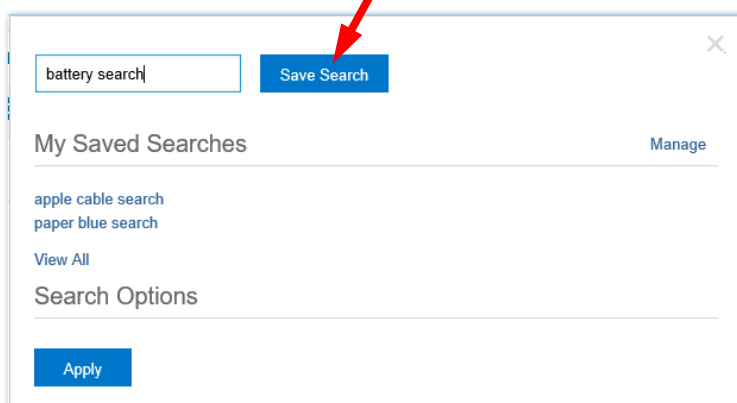 battery search
Save Search
My Saved Searches
Manage
apple cable search
paper blue search
View All
Search Options
Apply